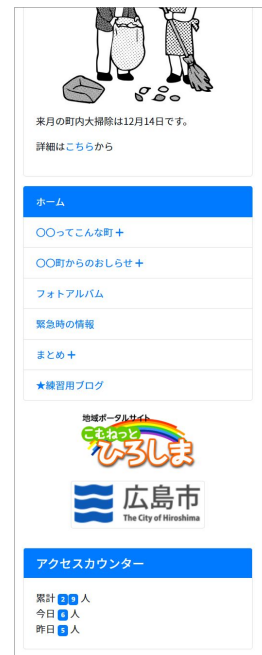 来月の町内大掃除は12月14日です。
詳細はこちらから
ホーム
〇〇ってこんな町 +
〇〇町からのおしらせ +
フォトアルバム
緊急時の情報
まとめ +
★練習用ブログ
地域ポータルサイト
こむねっと
ひろしま
広島市
The City of Hiroshima
アクセスカウンター
累計 29 人
今日 6 人
昨日 5 人